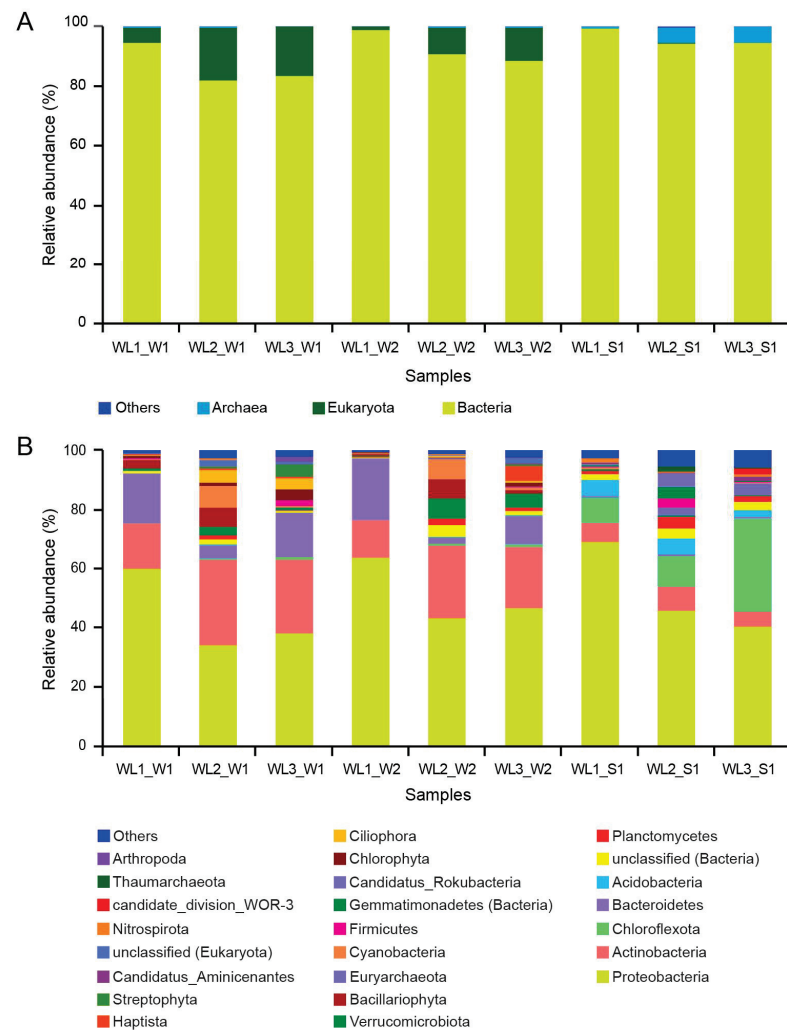 A
Relative abundance (%)
100
80
60
40
20
0
WL1_W1 WL2_W1 WL3_W1 WL1_W2 WL2_W2 WL3_W2 WL1_S1 WL2_S1 WL3_S1
Samples
Others Archaea Eukaryota Bacteria
B
Relative abundance (%)
100
80
60
40
20
0
WL1_W1 WL2_W1 WL3_W1 WL1_W2 WL2_W2 WL3_W2 WL1_S1 WL2_S1 WL3_S1
Samples
Others Ciliophora Planctomycetes
Arthropoda Chlorophyta unclassified (Bacteria)
Thaumarchaeota Candidatus_Rokubacteria Acidobacteria
candidate_division_WOR-3 Gemmatimonadetes (Bacteria) Bacteroidetes
Nitrospirota Firmicutes Chloroflexota
unclassified (Eukaryota) Cyanobacteria Actinobacteria
Candidatus_Aminicenantes Euryarchaeota Proteobacteria
Streptophyta Bacillariophyta
Haptista Verrucomicrobiota